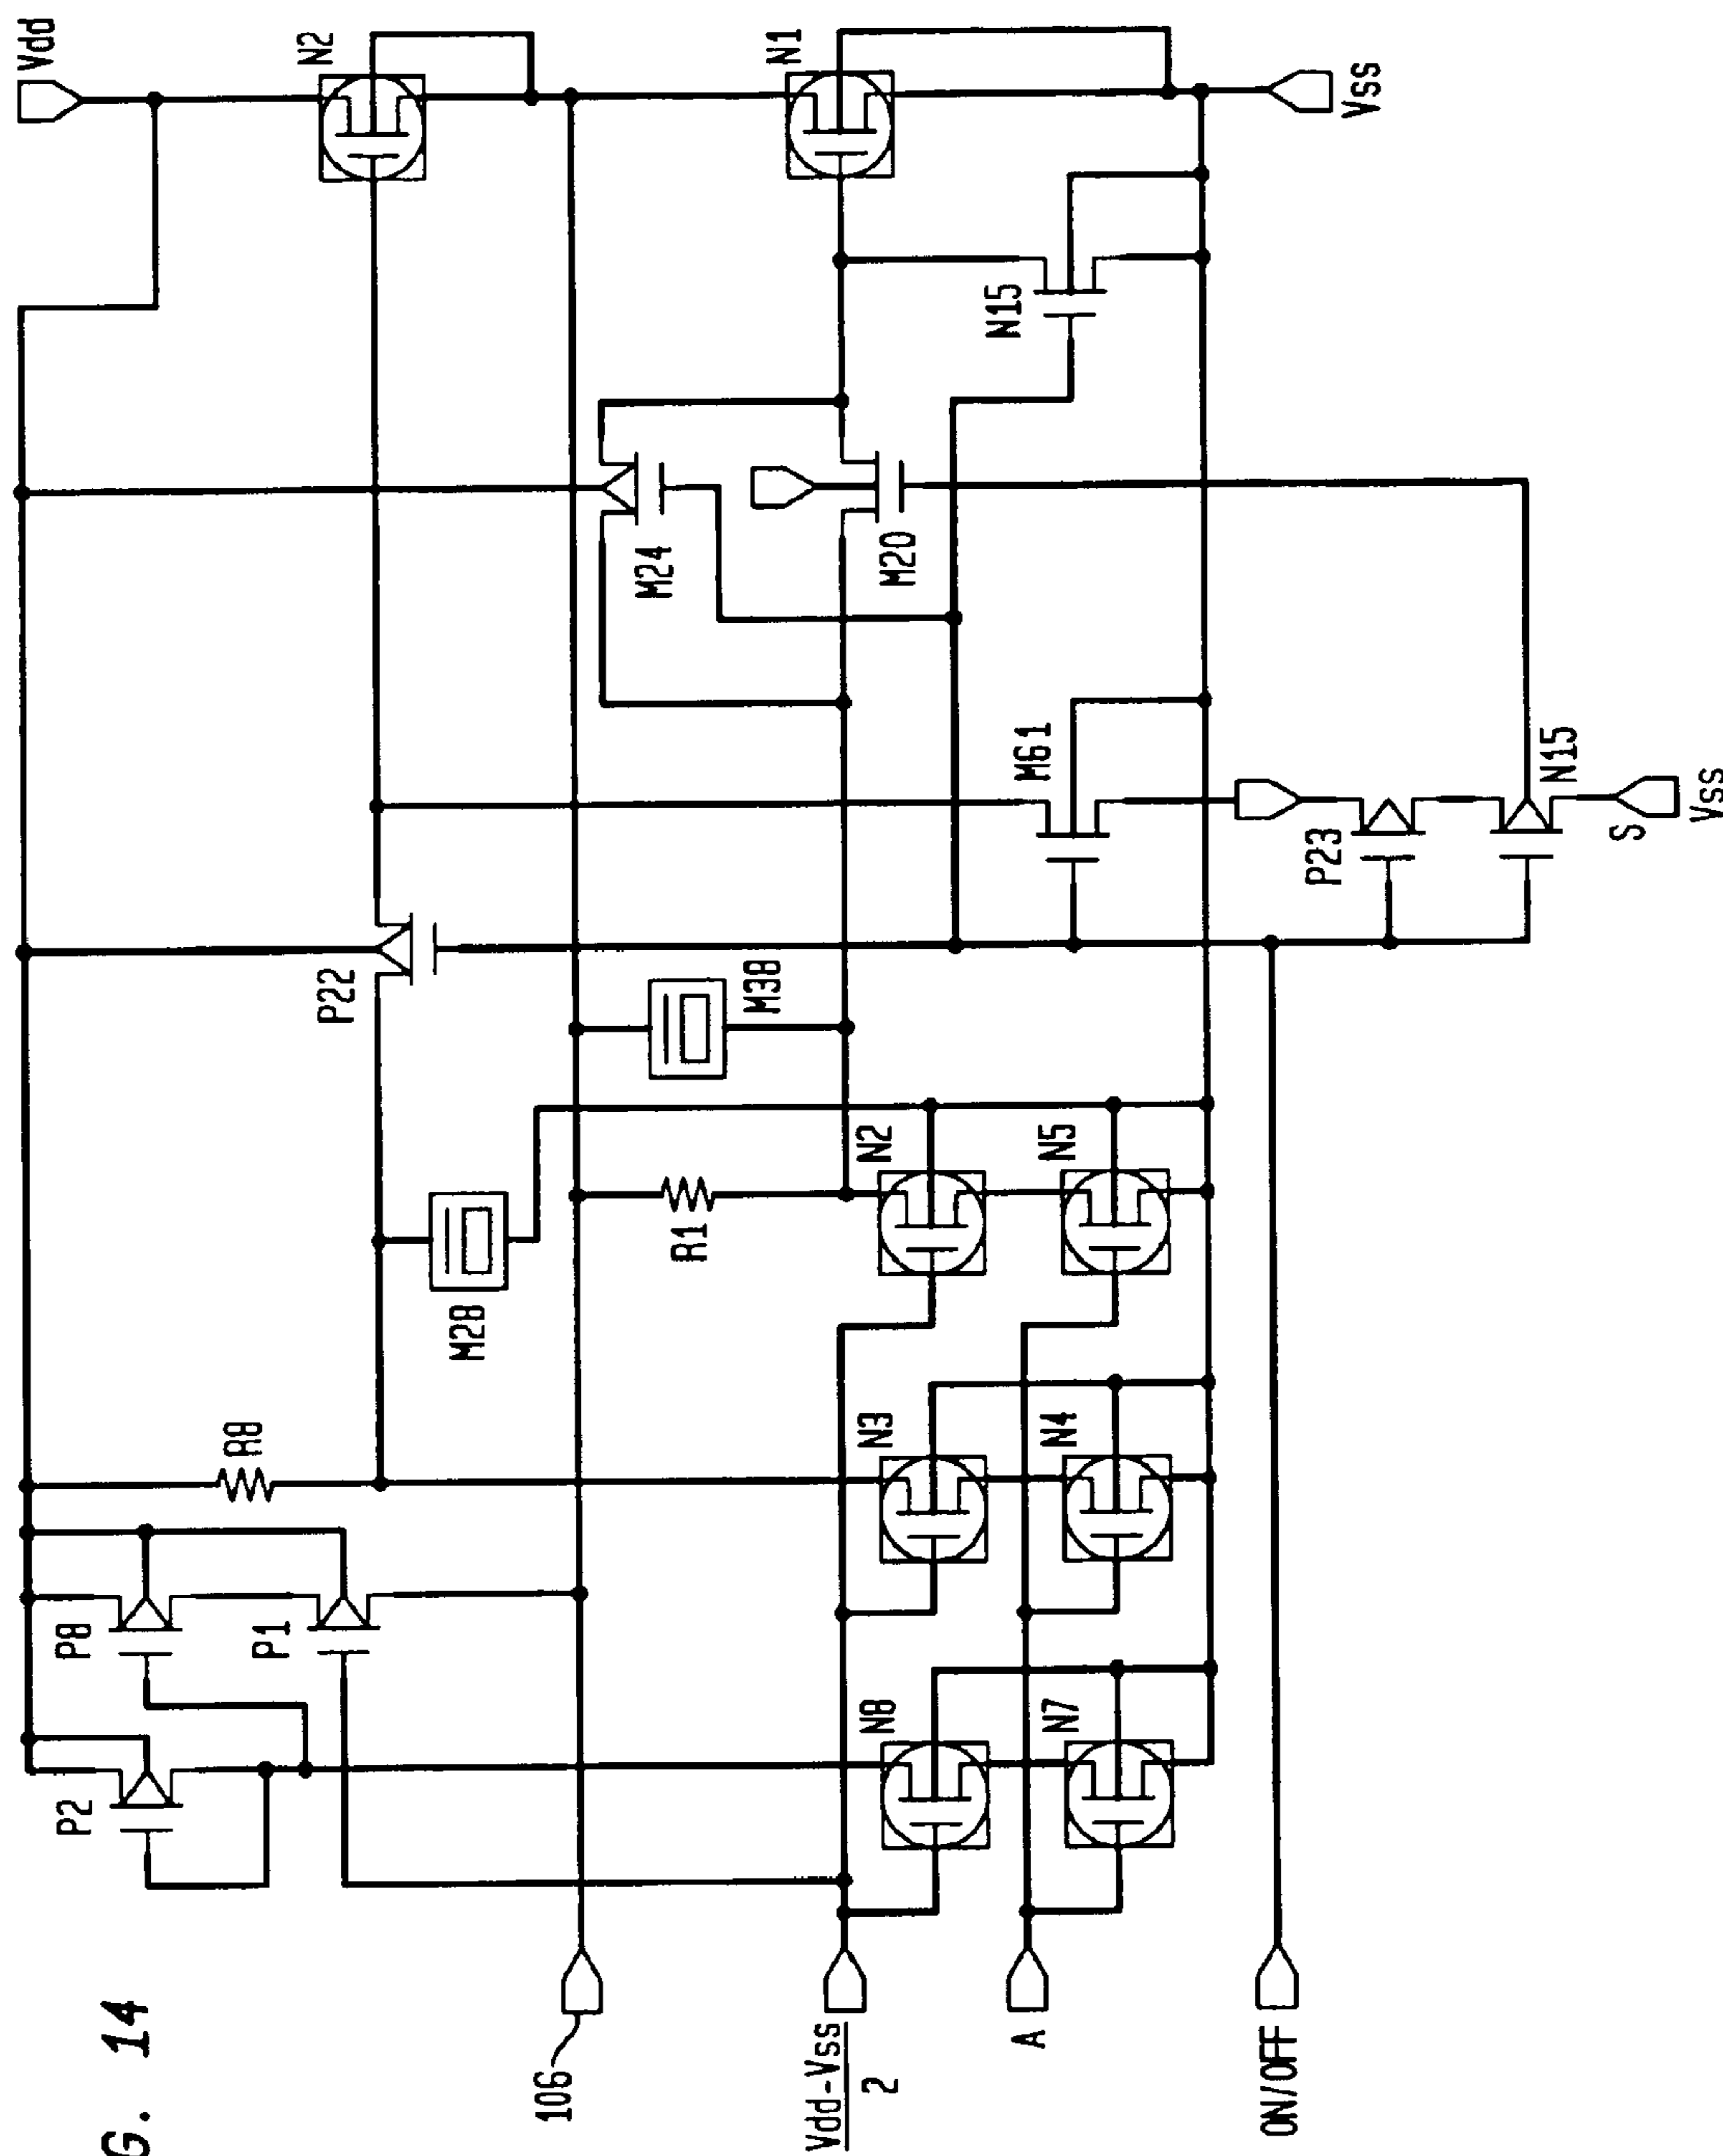 Vdd
N2
N1
Vss
N15
M24
M20
M61
N15
P23
S
Vss
P22
M38
M28
R1
N2
N5
R8
N3
N4
P8
P1
P2
N8
N7
G. 14
106
Vdd-Vss
2
A
ON/OFF